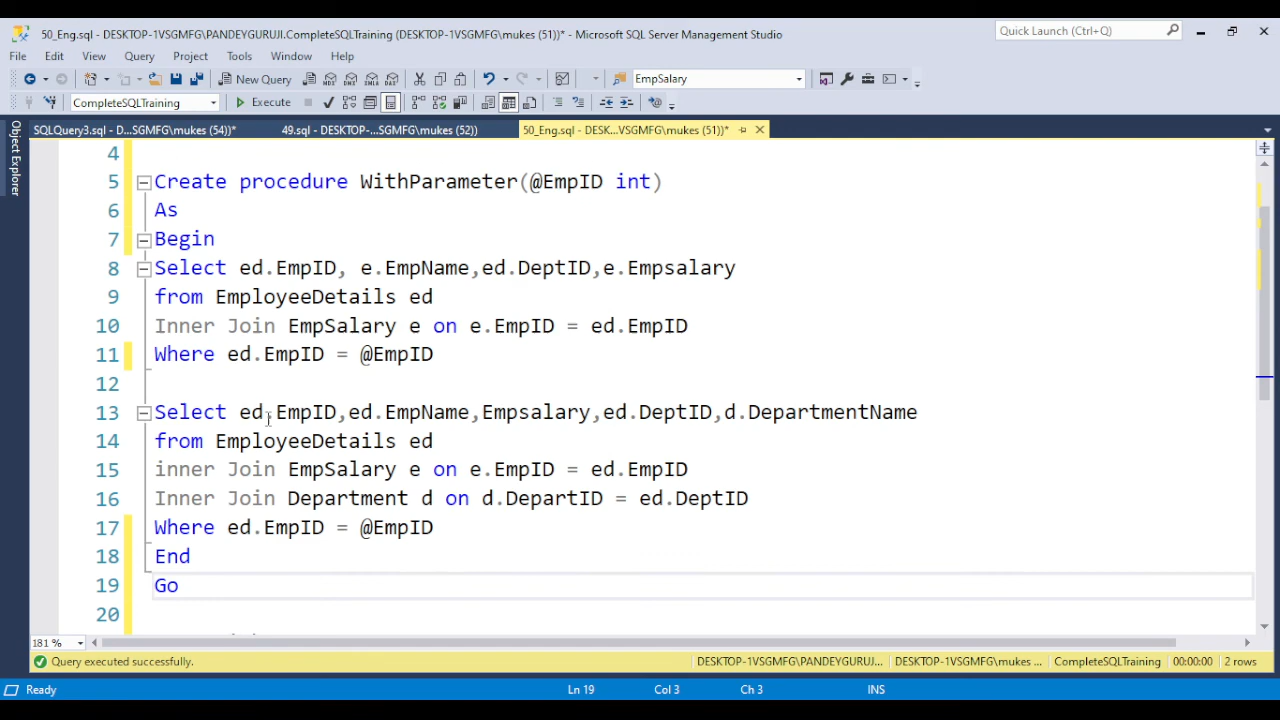 50_Eng.sql - DESKTOP-1VSGMFG\PANDEYGURUJI.CompleteSQLTraining (DESKTOP-1VSGMFG\mukes (51))* - Microsoft SQL Server Management Studio
Quick Launch (Ctrl+Q)
File Edit View Query Project Tools Window Help
New Query
EmpSalary
CompleteSQLTraining
Execute
SQLQuery3.sql - D...SGMFG\mukes (54))*
49.sql - DESKTOP-...SGMFG\mukes (52))
50_Eng.sql - DESK...VSGMFG\mukes (51))*
Object Explorer
4
5 Create procedure WithParameter(@EmpID int)
6 As
7 Begin
8 Select ed.EmpID, e.EmpName,ed.DeptID,e.Empsalary
9 from EmployeeDetails ed
10 Inner Join EmpSalary e on e.EmpID = ed.EmpID
11 Where ed.EmpID = @EmpID
12
13 Select ed.EmpID,ed.EmpName,Empsalary,ed.DeptID,d.DepartmentName
14 from EmployeeDetails ed
15 inner Join EmpSalary e on e.EmpID = ed.EmpID
16 Inner Join Department d on d.DepartID = ed.DeptID
17 Where ed.EmpID = @EmpID
18 End
19 Go
20
181 %
Query executed successfully.
DESKTOP-1VSGMFG\PANDEYGURUJI...
DESKTOP-1VSGMFG\mukes ...
CompleteSQLTraining
00:00:00
2 rows
Ready
Ln 19
Col 3
Ch 3
INS